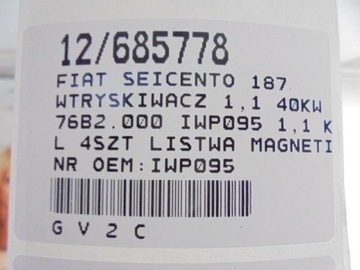 12/685778
FIAT SEICENTO 187
WTRYSKIWACZ 1,1 40KW
76B2.000 IWP095 1,1 K
L 4SZT LISTWA MAGNETI
NR OEM:IWP095
G V 2 C